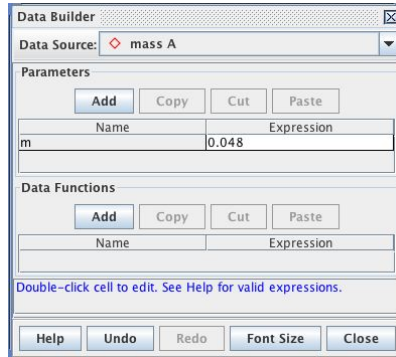 Data Builder
Data Source: mass A
Parameters
Add Copy Cut Paste
Name Expression
m 0.048
Data Functions
Add Copy Cut Paste
Name Expression
Double-click cell to edit. See Help for valid expressions.
Help Undo Redo Font Size Close